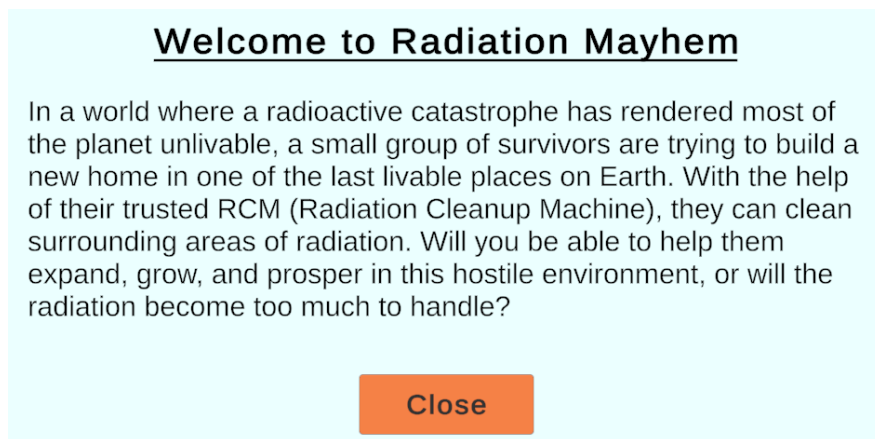 Welcome to Radiation Mayhem
In a world where a radioactive catastrophe has rendered most of
the planet unlivable, a small group of survivors are trying to build a
new home in one of the last livable places on Earth. With the help
of their trusted RCM (Radiation Cleanup Machine), they can clean
surrounding areas of radiation. Will you be able to help them
expand, grow, and prosper in this hostile environment, or will the
radiation become too much to handle?
Close